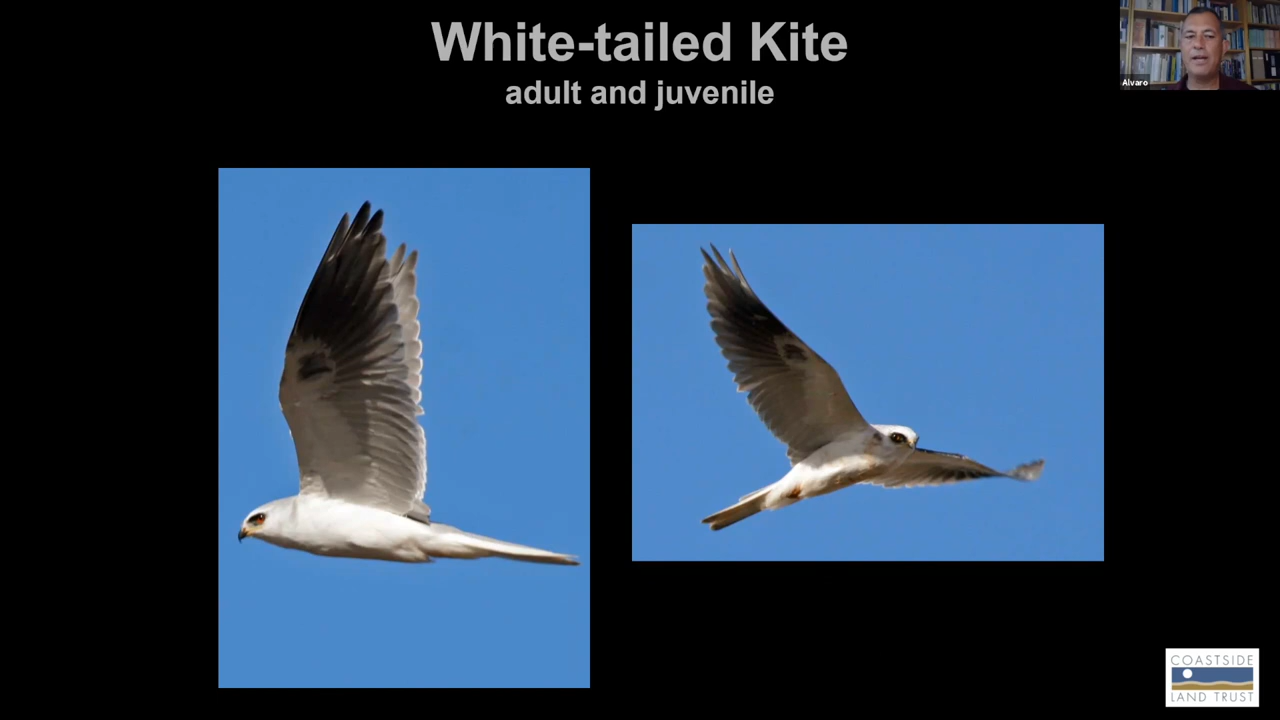 White-tailed Kite
adult and juvenile
Alvaro
COASTSIDE
LAND TRUST